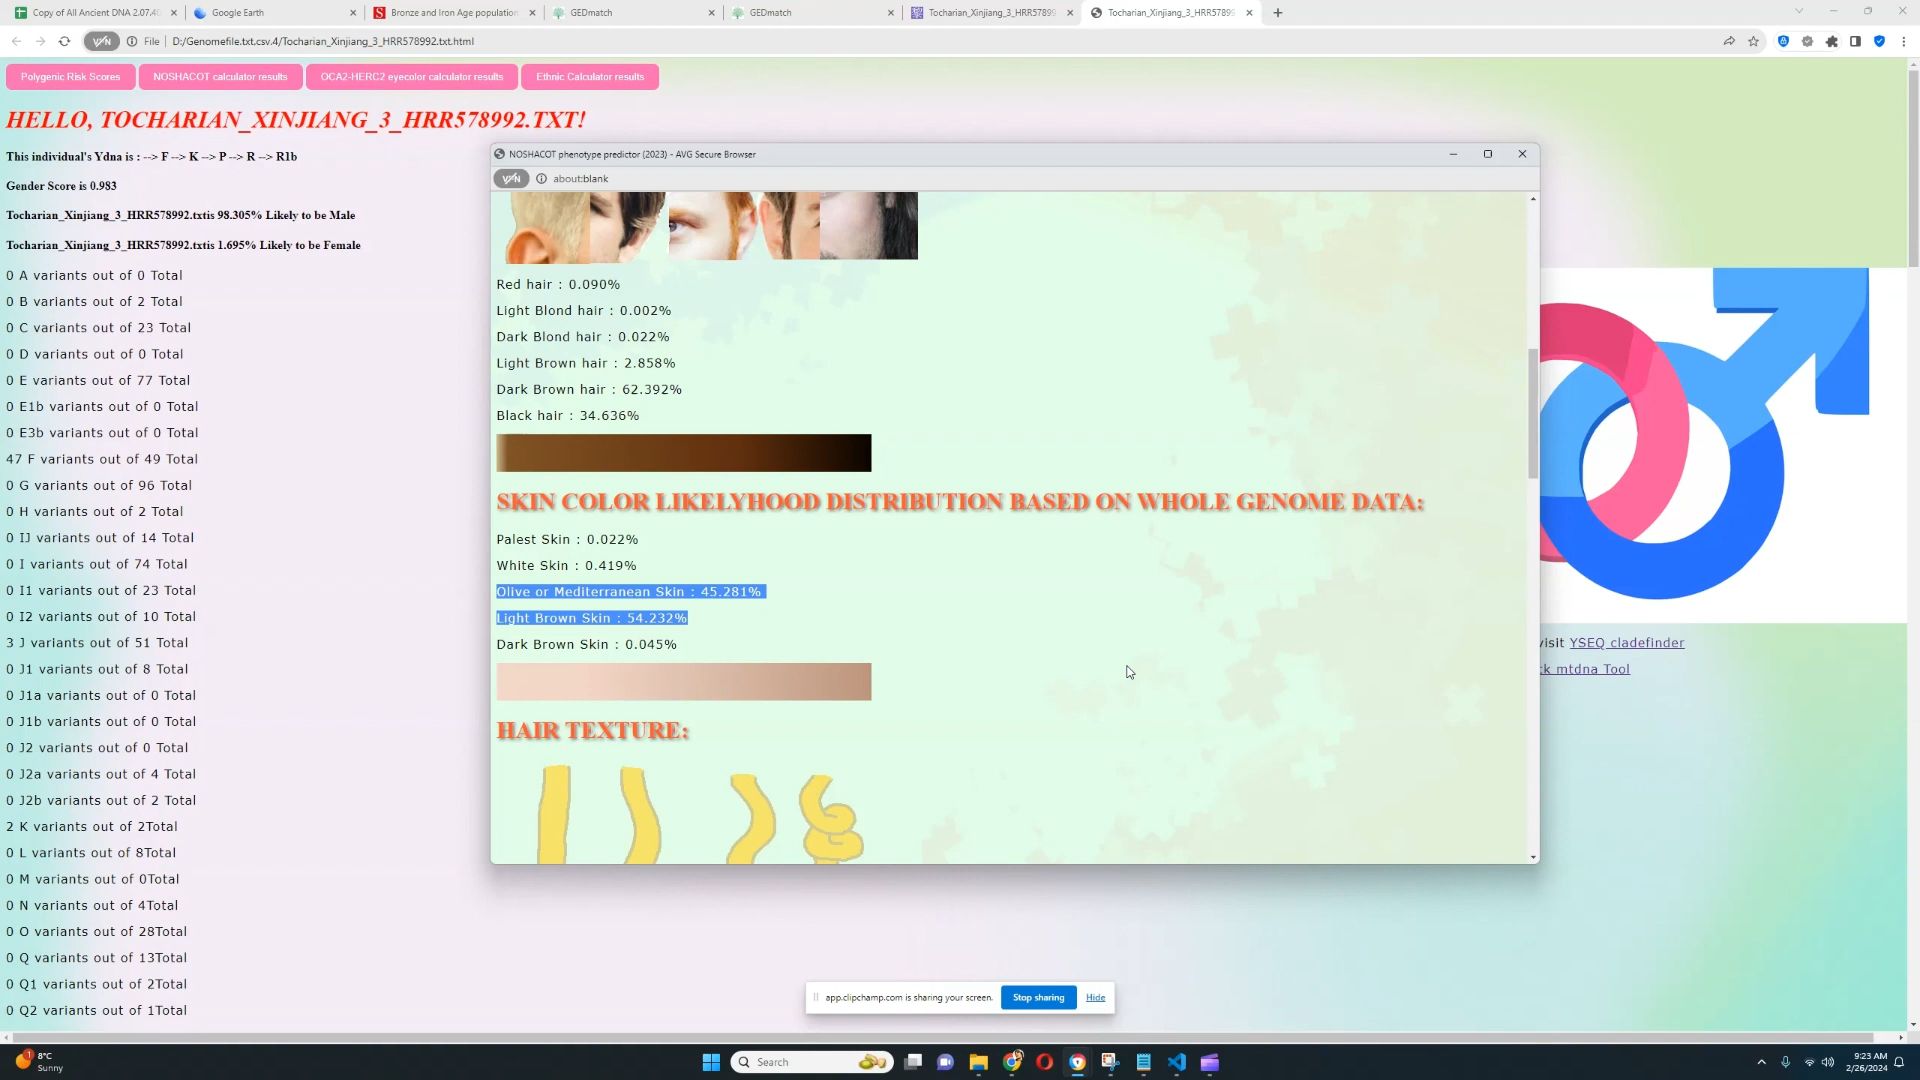 Copy of All Ancient DNA 2.07.40
Google Earth
Bronze and Iron Age population
GEDmatch
GEDmatch
Tocharian_Xinjiang_3_HRR57899
Tocharian_Xinjiang_3_HRR57899
File | D:/Genomefile.txt.csv.4/Tocharian_Xinjiang_3_HRR578992.txt.html
Polygenic Risk Scores
NOSHACOT calculator results
OCA2-HERC2 eyecolor calculator results
Ethnic Calculator results
HELLO, TOCHARIAN_XINJIANG_3_HRR578992.TXT!
This individual's Ydna is : --> F --> K --> P --> R --> R1b
Gender Score is 0.983
Tocharian_Xinjiang_3_HRR578992.txtis 98.305% Likely to be Male
Tocharian_Xinjiang_3_HRR578992.txtis 1.695% Likely to be Female
0 A variants out of 0 Total
0 B variants out of 2 Total
0 C variants out of 23 Total
0 D variants out of 0 Total
0 E variants out of 77 Total
0 E1b variants out of 0 Total
0 E3b variants out of 0 Total
47 F variants out of 49 Total
0 G variants out of 96 Total
0 H variants out of 2 Total
0 IJ variants out of 14 Total
0 I variants out of 74 Total
0 I1 variants out of 23 Total
0 I2 variants out of 10 Total
3 J variants out of 51 Total
0 J1 variants out of 8 Total
0 J1a variants out of 0 Total
0 J1b variants out of 0 Total
0 J2 variants out of 0 Total
0 J2a variants out of 4 Total
0 J2b variants out of 2 Total
2 K variants out of 2Total
0 L variants out of 8Total
0 M variants out of 0Total
0 N variants out of 4Total
0 O variants out of 28Total
0 Q variants out of 13Total
0 Q1 variants out of 2Total
0 Q2 variants out of 1Total
NOSHACOT phenotype predictor (2023) - AVG Secure Browser
about:blank
Red hair : 0.090%
Light Blond hair : 0.002%
Dark Blond hair : 0.022%
Light Brown hair : 2.858%
Dark Brown hair : 62.392%
Black hair : 34.636%
SKIN COLOR LIKELYHOOD DISTRIBUTION BASED ON WHOLE GENOME DATA:
Palest Skin : 0.022%
White Skin : 0.419%
Olive or Mediterranean Skin : 45.281%
Light Brown Skin : 54.232%
Dark Brown Skin : 0.045%
HAIR TEXTURE:
visit YSEQ cladefinder
ck mtdna Tool
app.clipchamp.com is sharing your screen.
Stop sharing
Hide
1
8°C
Sunny
Search
9:23 AM
2/26/2024